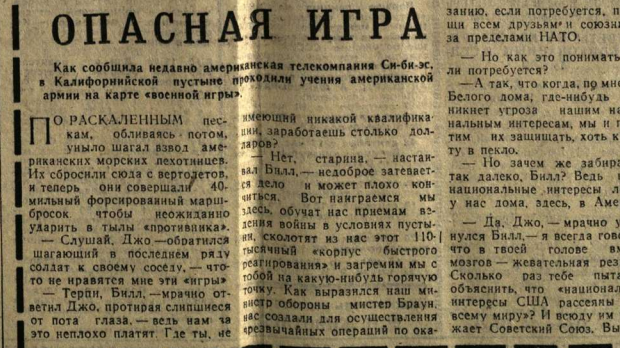 ОПАСНАЯ ИГРА
Как сообщила недавно американская телекомпания Си-би-эс,
в Калифорнийской пустыне проходили учения американской
армии на карте «военной игры».
ПО РАСКАЛЕННЫМ пес-
кам, обливаясь потом,
уныло шагал взвод аме-
риканских морских пехотинцев.
Их сбросили сюда с вертолетов,
и теперь они совершали 40-
мильный форсированный марш-
бросок чтобы неожиданно
ударить в тылы «противника».
— Слушай, Джо —обратился
шагающий в последнем ряду
солдат к своему соседу,— что-
то не нравятся мне эти «игры»
— Терпи, Билл,—мрачно от-
ветил Джо, протирая слипшиеся
от пота глаза,— ведь нам за
это неплохо платят. Где ты, не
имеющий никакой квалифика-
ции, заработаешь столько дол-
ларов?
— Нет, старина, — настаи-
вал Билл,— недоброе затевает-
ся дело и может плохо кон-
читься. Вот наиграемся мы
здесь, обучат нас приемам ве-
дения войны в условиях пусты-
ни, сколотят из нас этот 110-
тысячный «корпус быстрого
реагирования» и загремим мы с
тобой на какую-нибудь горячую
точку. Как выразился наш ми-
нистр обороны мистер Браун,
нас создали для осуществления
чрезвычайных операций по ока-
занию, если потребуется, п
щи всем друзьям и союзна
за пределами НАТО.
— Но как это понимать
ли потребуется?
— А так, что когда, по мне
Белого дома, где-нибудь
никнет угроза нашим на
нальным интересам, мы и п
тим их защищать, хоть к
ту в пекло.
— Но зачем же забира
так далеко, Билл? Ведь н
национальные интересы л
у нас дома, здесь, в Амер
— Да, Джо, — мрачно у
нулся Билл,— я всегда гово
что в твоей голове вм
мозгов — жевательная рез
Сколько раз тебе пыта
объяснить, что «национал
интересы США рассеяны
всему миру»? И всюду им
жает Советский Союз. Вы